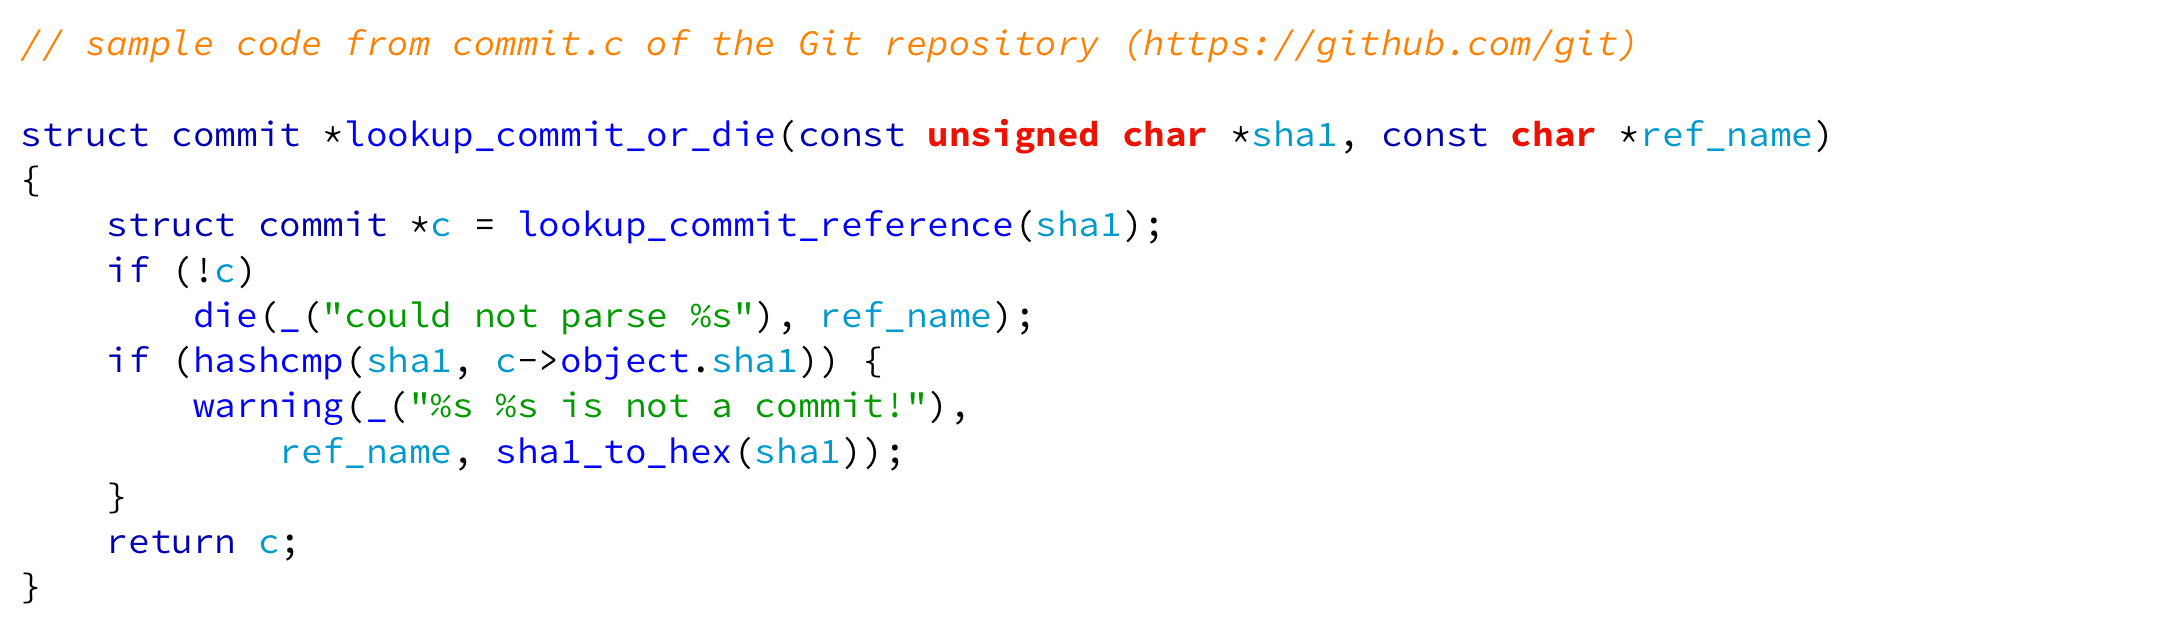 // sample code from commit.c of the Git repository (https://github.com/git)

struct commit *lookup_commit_or_die(const unsigned char *sha1, const char *ref_name)
{
    struct commit *c = lookup_commit_reference(sha1);
    if (!c)
        die(_("could not parse %s"), ref_name);
    if (hashcmp(sha1, c->object.sha1)) {
        warning(_("%s %s is not a commit!"),
            ref_name, sha1_to_hex(sha1));
    }
    return c;
}